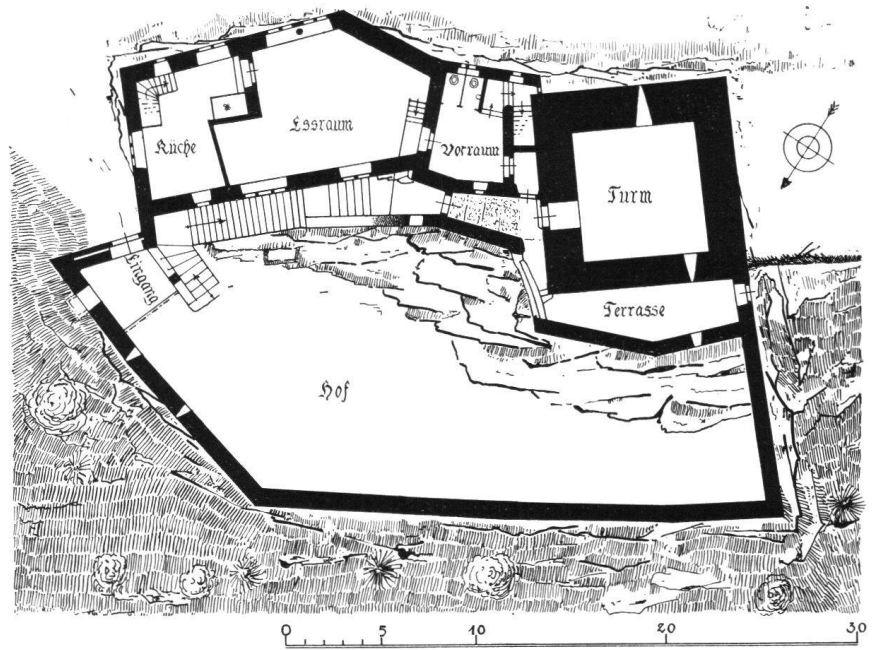 Küche
Essraum
Vorraum
Turm
Eingang
Terrasse
Hof
0 5 10 20 30